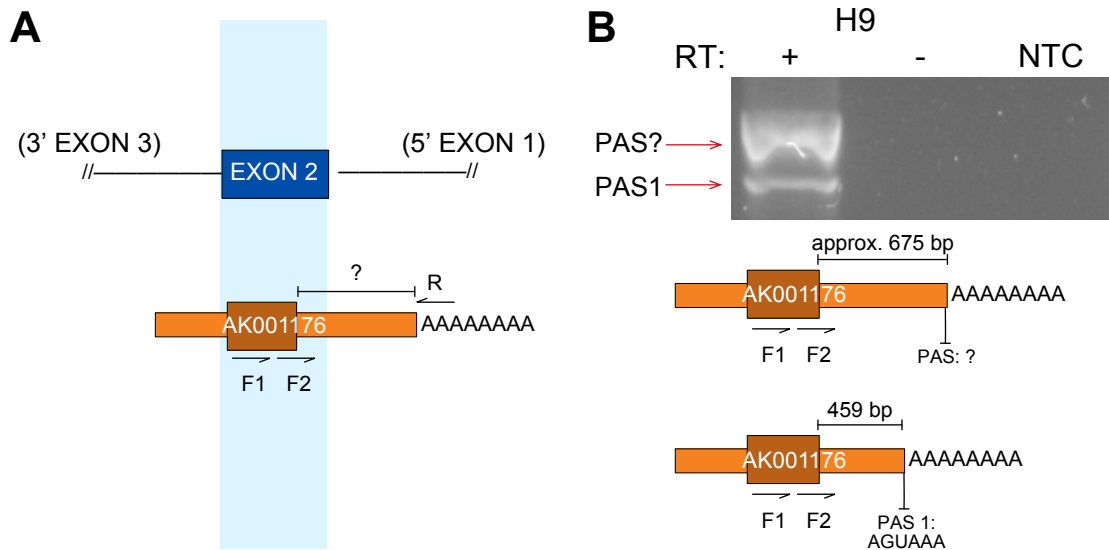 A
(3' EXON 3)
(5' EXON 1)
EXON 2
//
//
?
R
AK001176
AAAAAAAA
F1
F2
B
H9
RT:
+
-
NTC
PAS?
PAS1
approx. 675 bp
AK001176
AAAAAAAA
F1
F2
PAS: ?
459 bp
AK001176
AAAAAAAA
F1
F2
PAS 1:
AGUAAA